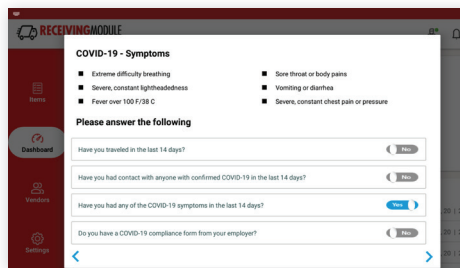 RECEIVINGMODULE
COVID-19 - Symptoms
Extreme difficulty breathing
Sore throat or body pains
Severe, constant lightheadedness
Vomiting or diarrhea
Fever over 100 F/38 C
Severe, constant chest pain or pressure
Please answer the following
Have you traveled in the last 14 days?
No
Have you had contact with anyone with confirmed COVID-19 in the last 14 days?
No
Have you had any of the COVID-19 symptoms in the last 14 days?
Yes
Do you have a COVID-19 compliance form from your employer?
No
Items
Dashboard
Vendors
Settings